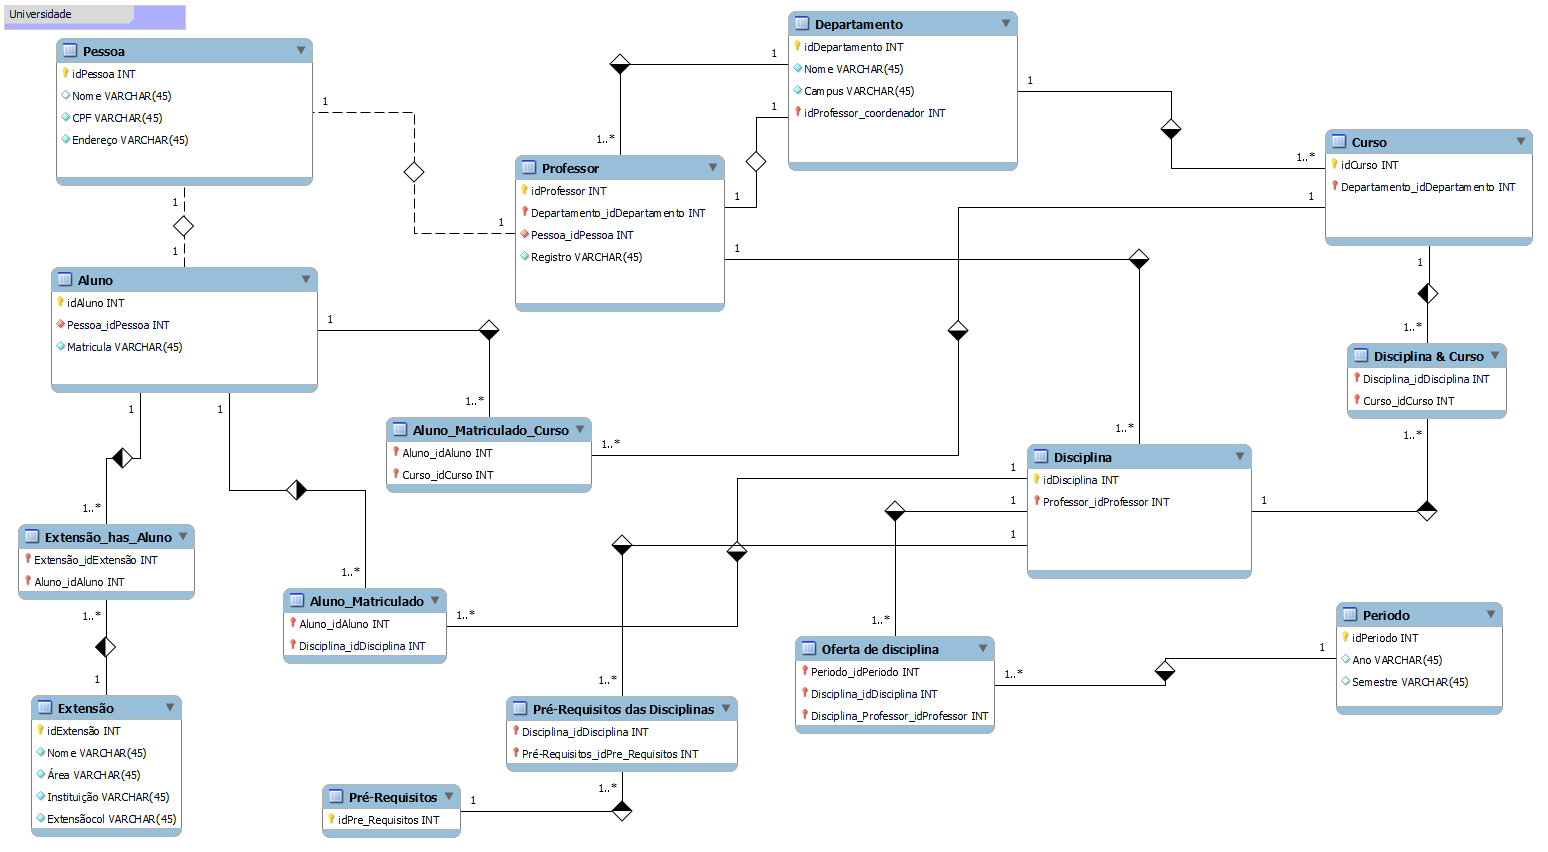 Universidade
Pessoa
idPessoa INT
Nome VARCHAR(45)
CPF VARCHAR(45)
Endereço VARCHAR(45)
1
1
1
1
Departamento
idDepartamento INT
Nome VARCHAR(45)
Campus VARCHAR(45)
idProfessor_coordenador INT
1
1..*
1
1
1
1..*
Professor
idProfessor INT
Departamento_idDepartamento INT
Pessoa_idPessoa INT
Registro VARCHAR(45)
1
1..*
Curso
idCurso INT
Departamento_idDepartamento INT
1
1
1..*
Aluno
idAluno INT
Pessoa_idPessoa INT
Matricula VARCHAR(45)
1
1..*
1
1
Disciplina & Curso
Disciplina_idDisciplina INT
Curso_idCurso INT
1..*
Aluno_Matriculado_Curso
Aluno_idAluno INT
Curso_idCurso INT
1..*
Disciplina
idDisciplina INT
Professor_idProfessor INT
1
1
1
1
Extensão_has_Aluno
Extensão_idExtensão INT
Aluno_idAluno INT
1..*
1..*
1
Aluno_Matriculado
Aluno_idAluno INT
Disciplina_idDisciplina INT
1..*
1..*
Oferta de disciplina
Periodo_idPeriodo INT
Disciplina_idDisciplina INT
Disciplina_Professor_idProfessor INT
1..*
1..*
Periodo
idPeriodo INT
Ano VARCHAR(45)
Semestre VARCHAR(45)
1
Extensão
idExtensão INT
Nome VARCHAR(45)
Área VARCHAR(45)
Instituição VARCHAR(45)
Extensãocol VARCHAR(45)
Pré-Requisitos das Disciplinas
Disciplina_idDisciplina INT
Pré-Requisitos_idPre_Requisitos INT
1..*
1..*
Pré-Requisitos
idPre_Requisitos INT
1